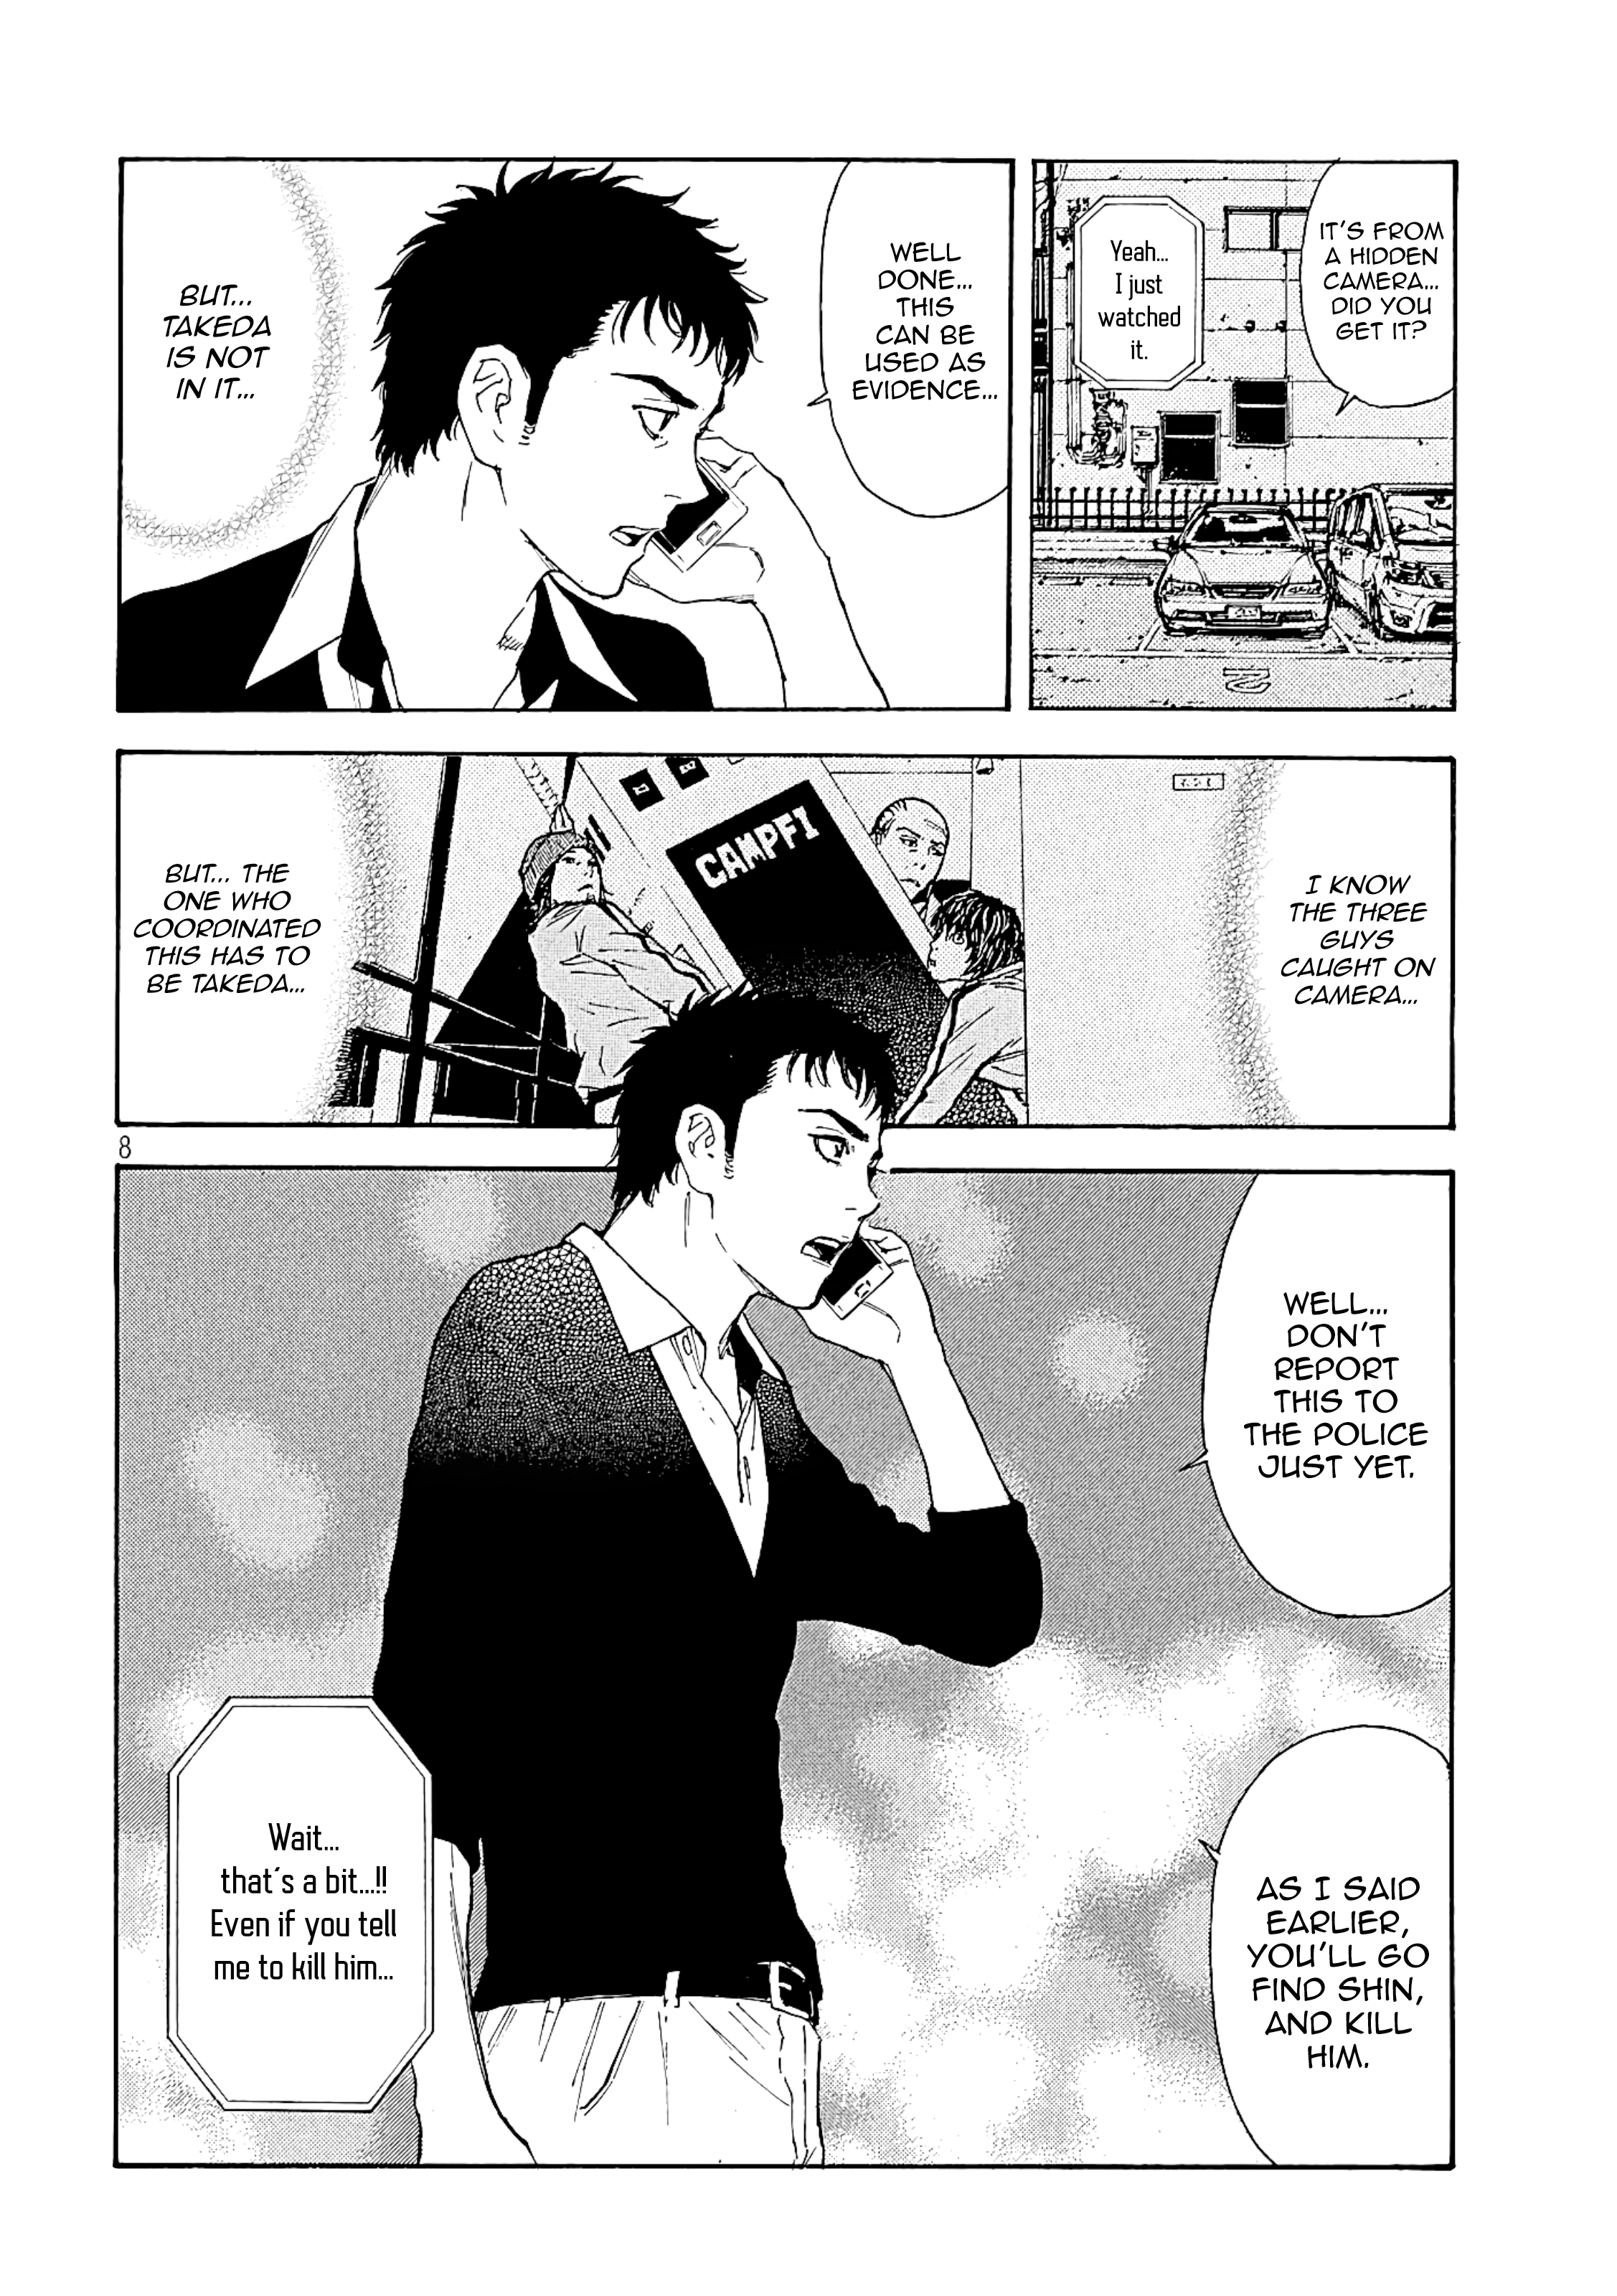 IT'S FROM
A HIDDEN
CAMERA...
DID YOU
GET IT?
Yeah...
I just
watched
it.
WELL
DONE...
THIS
CAN BE
USED AS
EVIDENCE...
BUT...
TAKEDA
IS NOT
IN IT...
I KNOW
THE THREE
GUYS
CAUGHT ON
CAMERA...
CAMPFI
BUT... THE
ONE WHO
COORDINATED
THIS HAS TO
BE TAKEDA...
8
WELL...
DON'T
REPORT
THIS TO
THE POLICE
JUST YET.
AS I SAID
EARLIER,
YOU'LL GO
FIND SHIN,
AND KILL
HIM.
Wait...
that's a bit...!!
Even if you tell
me to kill him...